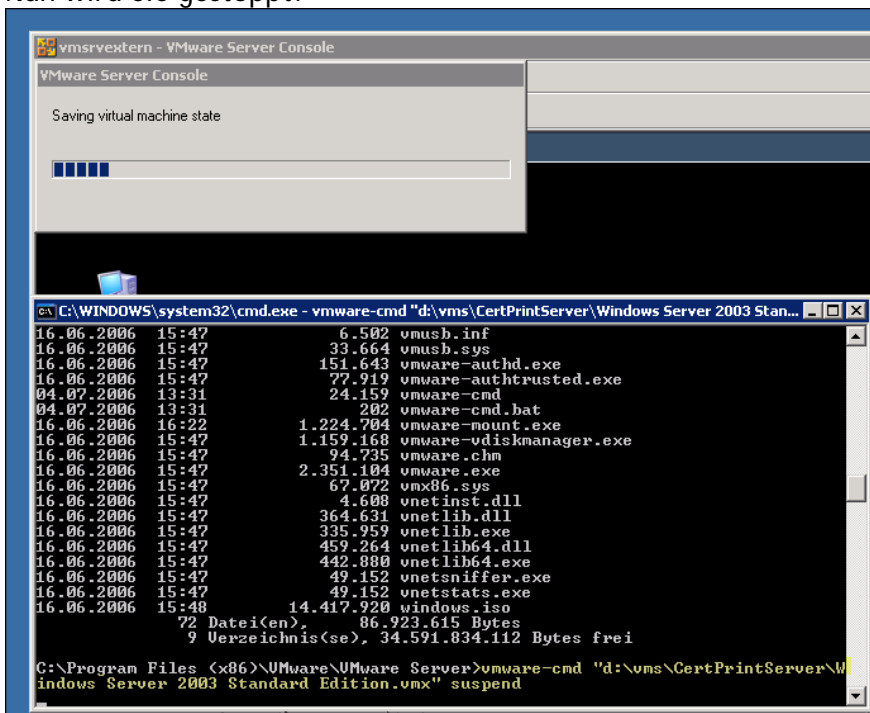 vmsrvextern - VMware Server Console
VMware Server Console
Saving virtual machine state
C:\WINDOWS\system32\cmd.exe - vmware-cmd "d:\vms\CertPrintServer\Windows Server 2003 Stan...
16.06.2006 15:47 6.502 vmusb.inf
16.06.2006 15:47 33.664 vmusb.sys
16.06.2006 15:47 151.643 vmware-authd.exe
16.06.2006 15:47 77.919 vmware-authtrusted.exe
04.07.2006 13:31 24.159 vmware-cmd
04.07.2006 13:31 202 vmware-cmd.bat
16.06.2006 16:22 1.224.704 vmware-mount.exe
16.06.2006 15:47 1.159.168 vmware-vdiskmanager.exe
16.06.2006 15:47 94.735 vmware.chm
16.06.2006 15:47 2.351.104 vmware.exe
16.06.2006 15:47 67.072 vmx86.sys
16.06.2006 15:47 4.608 vnetinst.dll
16.06.2006 15:47 364.631 vnetlib.dll
16.06.2006 15:47 335.959 vnetlib.exe
16.06.2006 15:47 459.264 vnetlib64.dll
16.06.2006 15:47 442.880 vnetlib64.exe
16.06.2006 15:47 49.152 vnetsniffer.exe
16.06.2006 15:47 49.152 vnetstats.exe
16.06.2006 15:48 14.417.920 windows.iso
72 Datei(en), 86.923.615 Bytes
9 Verzeichnis(se), 34.591.834.112 Bytes frei
C:\Program Files (x86)\VMware\VMware Server>vmware-cmd "d:\vms\CertPrintServer\W
indows Server 2003 Standard Edition.vmx" suspend